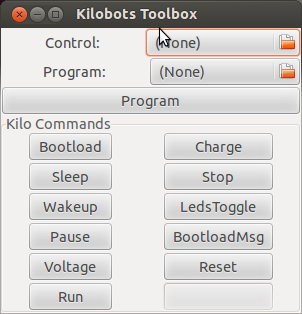 Kilobots Toolbox
Control: (None)
Program: (None)
Program
Kilo Commands
Bootload Charge
Sleep Stop
Wakeup LedsToggle
Pause BootloadMsg
Voltage Reset
Run